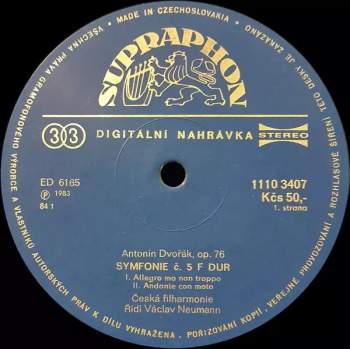 • MADE IN CZECHOSLOVAKIA •
VŠECHNA PRÁVA GRAMOFONOVÉHO VÝROBCE A VLASTNÍKŮ AUTORSKÝCH PRÁV K DÍLU VYHRAZENA. POŘIZOVÁNÍ KOPIÍ, VEŘEJNÉ PROVOZOVÁNÍ A ROZHLASOVÉ ŠÍŘENÍ TÉTO DESKY JE ZAKÁZÁNO
SUPRAPHON
33 DIGITÁLNÍ NAHRÁVKA STEREO
ED 6165
℗ 1983
84 1
1110 3407
Kčs 50,-
1. strana
Antonín Dvořák, op. 76
SYMFONIE č. 5 F DUR
I. Allegro ma non troppo
II. Andante con moto
Česká filharmonie
Řídí Václav Neumann